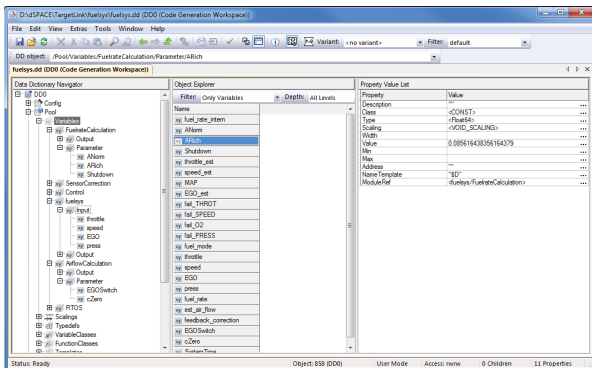 D:\dSPACE\TargetLink\fuelsys\fuelsys.dd (DD0 (Code Generation Workspace))
File Edit View Extras Tools Window Help
Variant: <no variant> Filter: default
DD object: /Pool/Variables/FuelrateCalculation/Parameter/ARich
fuelsys.dd (DD0 (Code Generation Workspace))
Data Dictionary Navigator
DD0
Config
Pool
Variables
FuelrateCalculation
Output
Parameter
ANorm
ARich
Shutdown
SensorCorrection
Control
fuelsys
Input
throttle
speed
EGO
press
Output
AirflowCalculation
Output
Parameter
EGOSwitch
cZero
RTOS
Scalings
Typedefs
VariableClasses
FunctionClasses
Templates
Object Explorer
Filter: Only Variables Depth: All Levels
Name
fuel_rate_intern
ANorm
ARich
Shutdown
throttle_est
speed_est
MAP
EGO_est
fail_THROT
fail_SPEED
fail_O2
fail_PRESS
fuel_mode
throttle
speed
EGO
press
fuel_rate
est_air_flow
feedback_correction
EGOSwitch
cZero
SystemTime
Property Value List
Property Value
Description ""
Class <CONST>
Type <Float64>
Scaling <VOID_SCALING>
Width
Value 0.085616438356164379
Min
Max
Address ""
NameTemplate "$D"
ModuleRef <fuelsys/FuelrateCalculation>
Status: Ready Object: 858 (DD0) User Mode Access: rwrw 0 Children 11 Properties